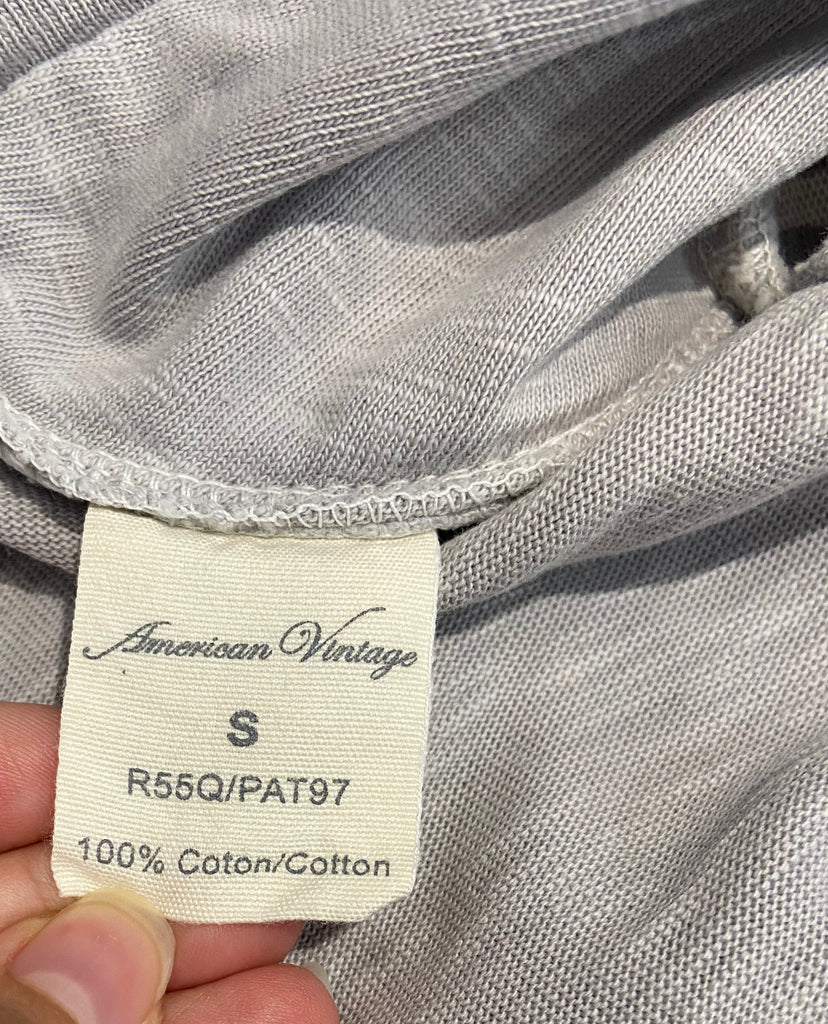 American Vintage
S
R55Q/PAT97
100% Coton/Cotton